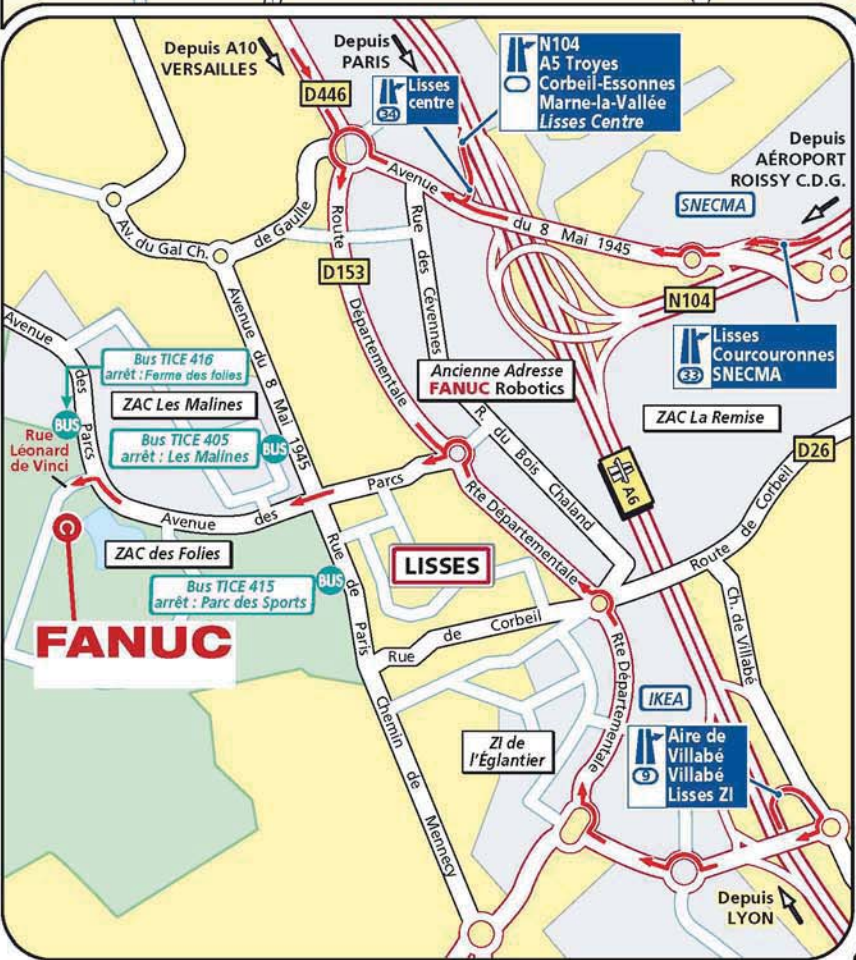 Depuis A10
VERSAILLES
Depuis
PARIS
N104
A5 Troyes
Corbeil-Essonnes
Marne-la-Vallée
Lisses Centre
Lisses
centre
34
D446
Depuis
AÉROPORT
ROISSY C.D.G.
SNECMA
Avenue
du 8 Mai 1945
Av. du Gal Ch.
de Gaulle
Route
Départementale
D153
Rue
des
Cévennes
N104
Lisses
Courcouronnes
SNECMA
33
Avenue
des
Parcs
Avenue du 8 Mai 1945
Bus TICE 416
arrêt : Ferme des folies
BUS
ZAC Les Malines
Ancienne Adresse
FANUC Robotics
ZAC La Remise
Rue
Léonard
de Vinci
Bus TICE 405
arrêt : Les Malines
BUS
R. du Bois Chaland
D26
A6
Parcs
des
Avenue
Rte Départementale
Route de Corbeil
ZAC des Folies
LISSES
Bus TICE 415
arrêt : Parc des Sports
BUS
Rue
de
Paris
Ch. de Villabé
FANUC
Rue de Corbeil
Rte Départementale
IKEA
Chemin
de
Mennecy
ZI de
l'Églantier
Aire de
Villabé
Villabé
Lisses ZI
9
Depuis
LYON